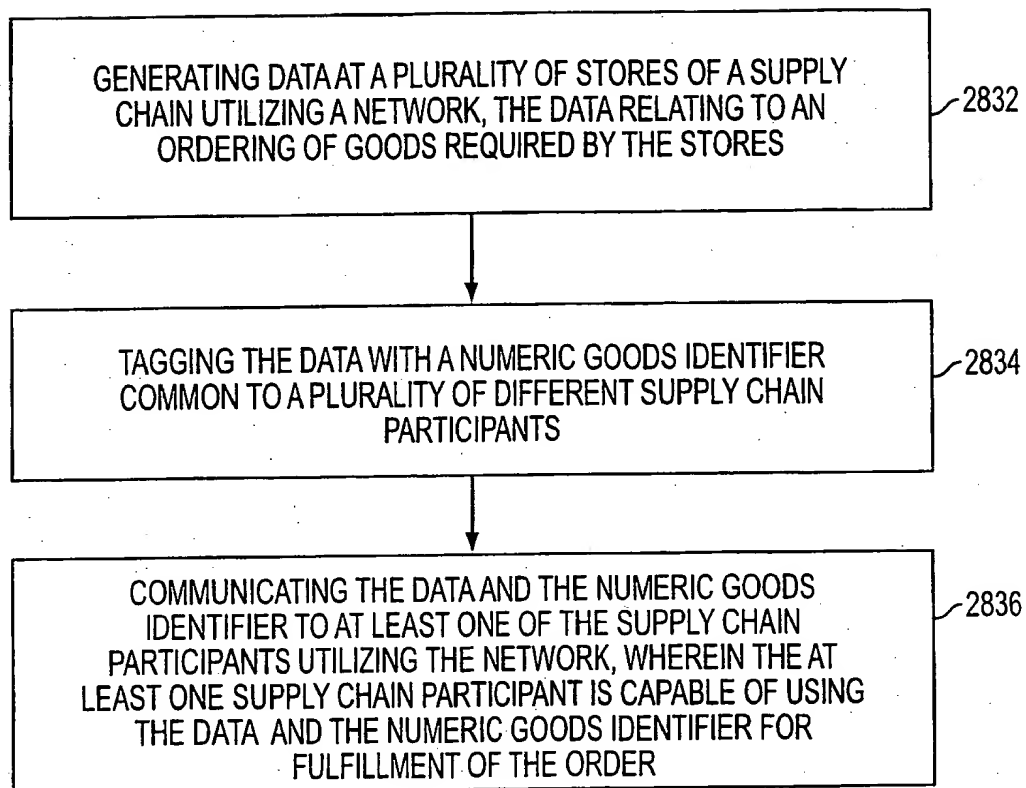 GENERATING DATA AT A PLURALITY OF STORES OF A SUPPLY
CHAIN UTILIZING A NETWORK, THE DATA RELATING TO AN
ORDERING OF GOODS REQUIRED BY THE STORES
2832
TAGGING THE DATA WITH A NUMERIC GOODS IDENTIFIER
COMMON TO A PLURALITY OF DIFFERENT SUPPLY CHAIN
PARTICIPANTS
2834
COMMUNICATING THE DATA AND THE NUMERIC GOODS
IDENTIFIER TO AT LEAST ONE OF THE SUPPLY CHAIN
PARTICIPANTS UTILIZING THE NETWORK, WHEREIN THE AT
LEAST ONE SUPPLY CHAIN PARTICIPANT IS CAPABLE OF USING
THE DATA AND THE NUMERIC GOODS IDENTIFIER FOR
FULFILLMENT OF THE ORDER
2836